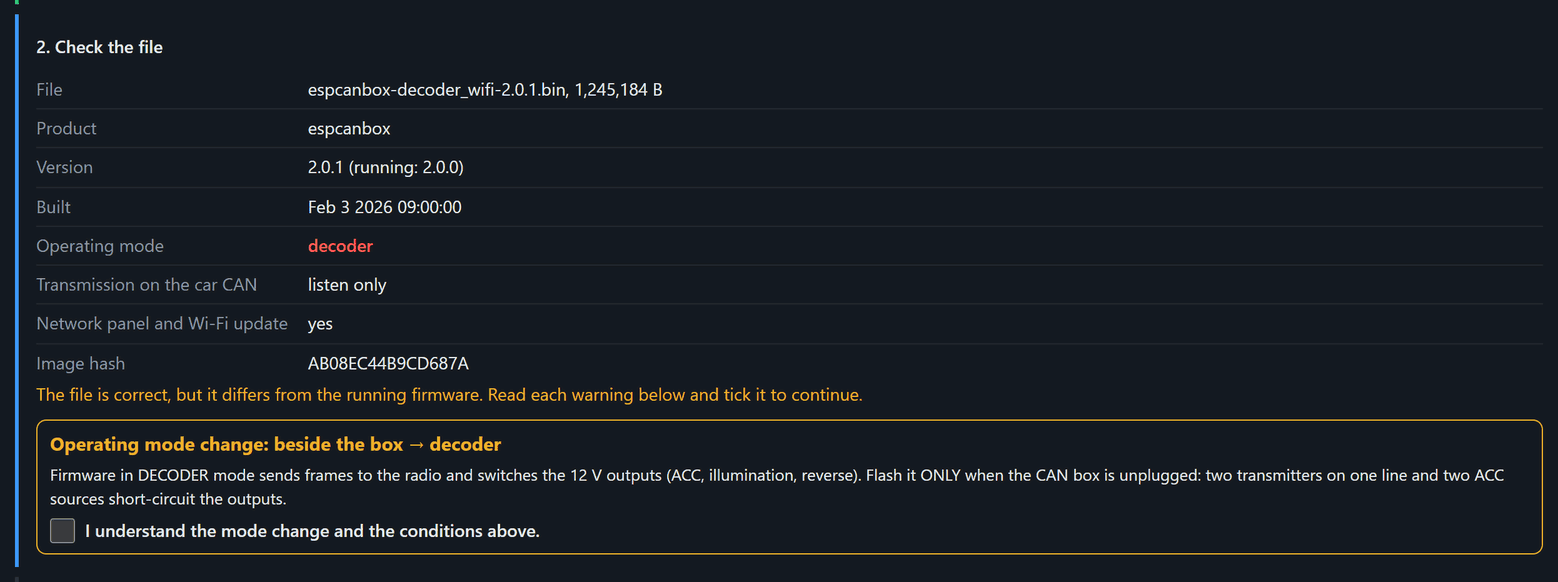 2. Check the file
File espcanbox-decoder_wifi-2.0.1.bin, 1,245,184 B
Product espcanbox
Version 2.0.1 (running: 2.0.0)
Built Feb 3 2026 09:00:00
Operating mode decoder
Transmission on the car CAN listen only
Network panel and Wi-Fi update yes
Image hash AB08EC44B9CD687A
The file is correct, but it differs from the running firmware. Read each warning below and tick it to continue.
Operating mode change: beside the box → decoder
Firmware in DECODER mode sends frames to the radio and switches the 12 V outputs (ACC, illumination, reverse). Flash it ONLY when the CAN box is unplugged: two transmitters on one line and two ACC
sources short-circuit the outputs.
I understand the mode change and the conditions above.